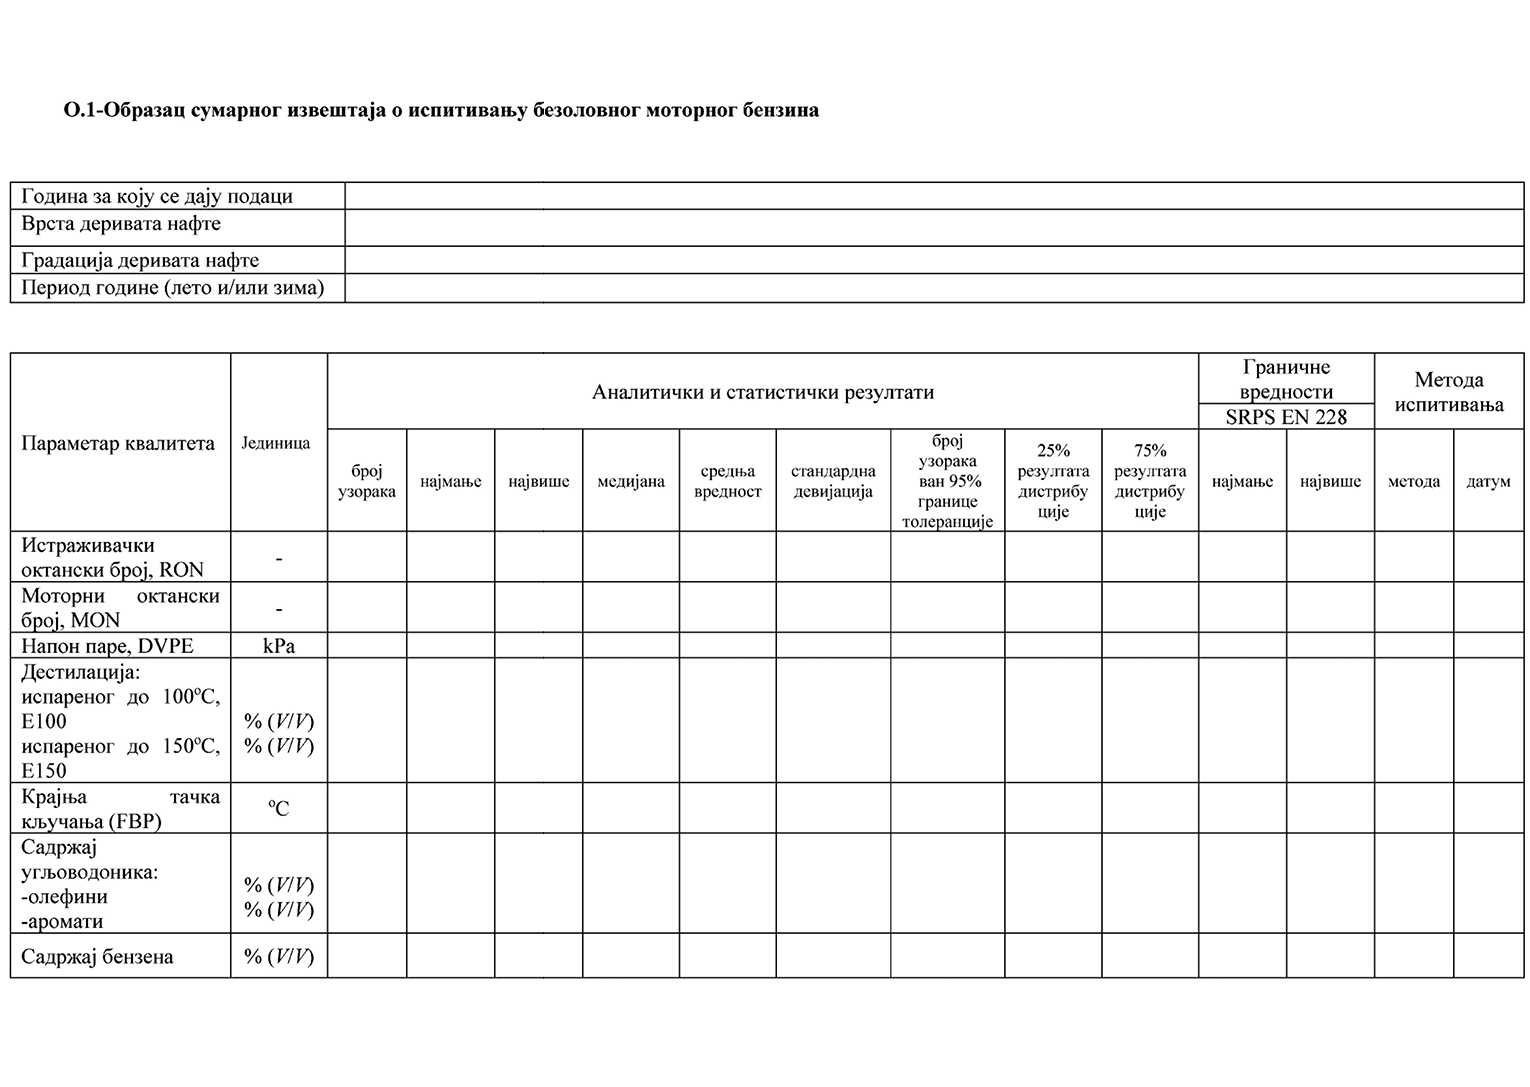 О.1-Образац сумарног извештаја о испитивању безоловног моторног бензина
Година за коју се дају подаци
Врста деривата нафте
Градација деривата нафте
Период године (лето и/или зима)
Параметар квалитета
Јединица
Аналитички и статистички резултати
Граничне
вредности
SRPS EN 228
Метода
испитивања
број
узорака
најмање
највише
медијана
средња
вредност
стандардна
девијација
број
узорака
ван 95%
границе
толеранције
25%
резултата
дистрибу
ције
75%
резултата
дистрибу
ције
најмање
највише
метода
датум
Истраживачки
октански број, RON
-
Моторни октански
број, MON
-
Напон паре, DVPE
kPa
Дестилација:
испареног до 100ºC,
E100
% (V/V)
испареног до 150ºC,
E150
% (V/V)
Крајња тачка
кључања (FBP)
ºC
Садржај
угљоводоника:
-олефини
% (V/V)
-аромати
% (V/V)
Садржај бензена
% (V/V)